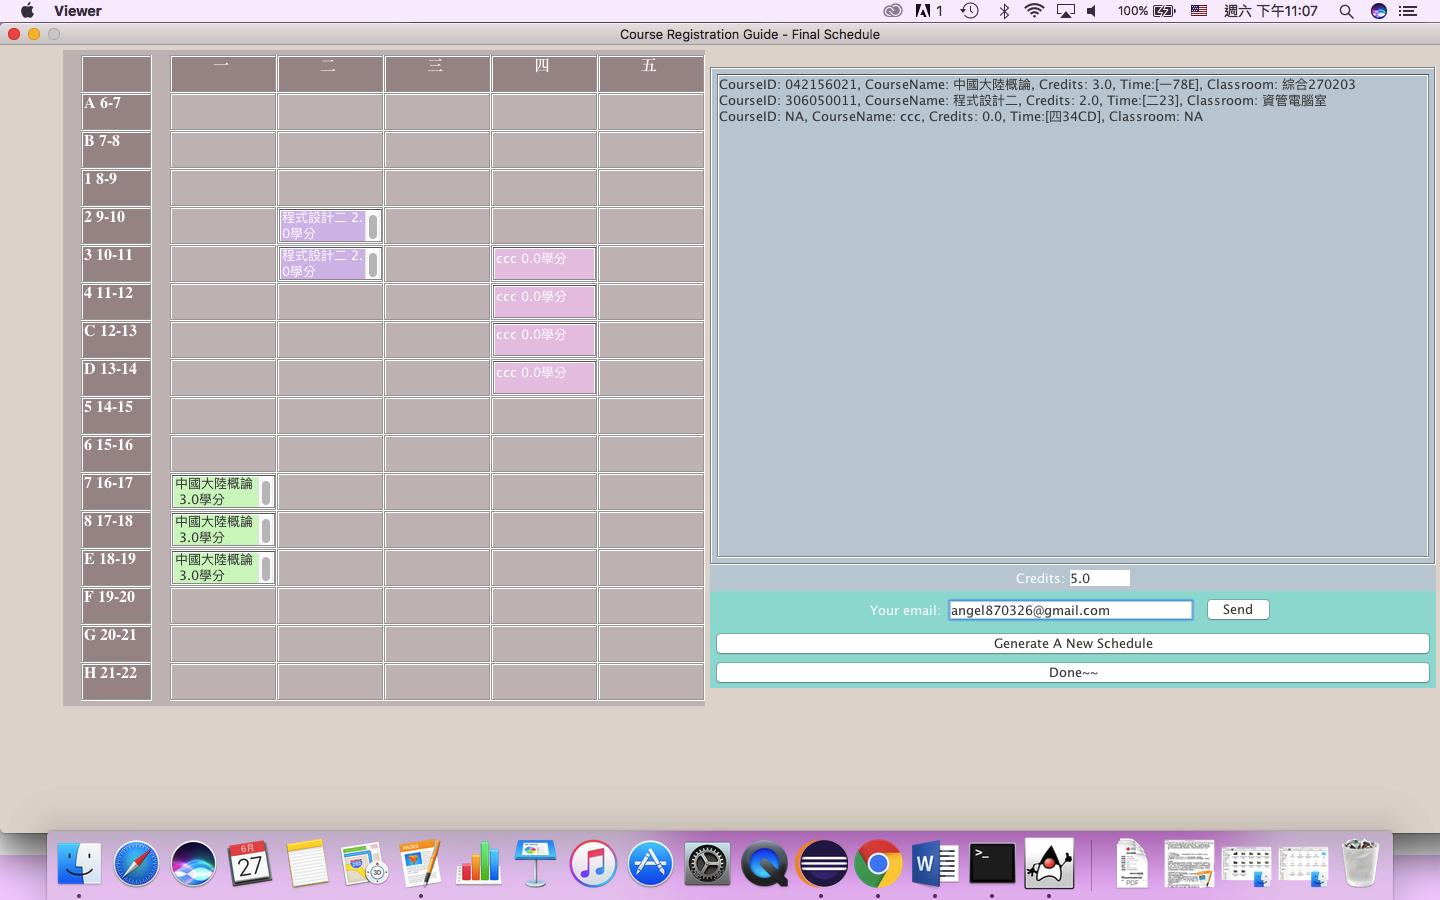 Viewer
1
100%
週六 下午11:07
Course Registration Guide - Final Schedule
一 二 三 四 五
A 6-7
B 7-8
1 8-9
2 9-10
程式設計二 2.
0學分
3 10-11
程式設計二 2.
0學分
ccc 0.0學分
4 11-12
ccc 0.0學分
C 12-13
ccc 0.0學分
D 13-14
ccc 0.0學分
5 14-15
6 15-16
7 16-17
中國大陸概論
3.0學分
8 17-18
中國大陸概論
3.0學分
E 18-19
中國大陸概論
3.0學分
F 19-20
G 20-21
H 21-22
CourseID: 042156021, CourseName: 中國大陸概論, Credits: 3.0, Time:[一78E], Classroom: 綜合270203
CourseID: 306050011, CourseName: 程式設計二, Credits: 2.0, Time:[二23], Classroom: 資管電腦室
CourseID: NA, CourseName: ccc, Credits: 0.0, Time:[四34CD], Classroom: NA
Credits: 5.0
Your email: angel870326@gmail.com Send
Generate A New Schedule
Done~~
6月
27
3D
PAGES
W
>_
PDF